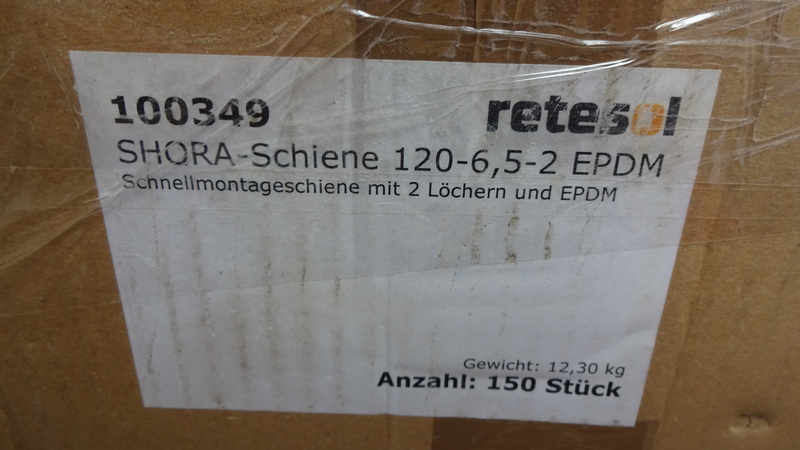 100349 retesol
SHORA-Schiene 120-6,5-2 EPDM
Schnellmontageschiene mit 2 Löchern und EPDM
Gewicht: 12,30 kg
Anzahl: 150 Stück